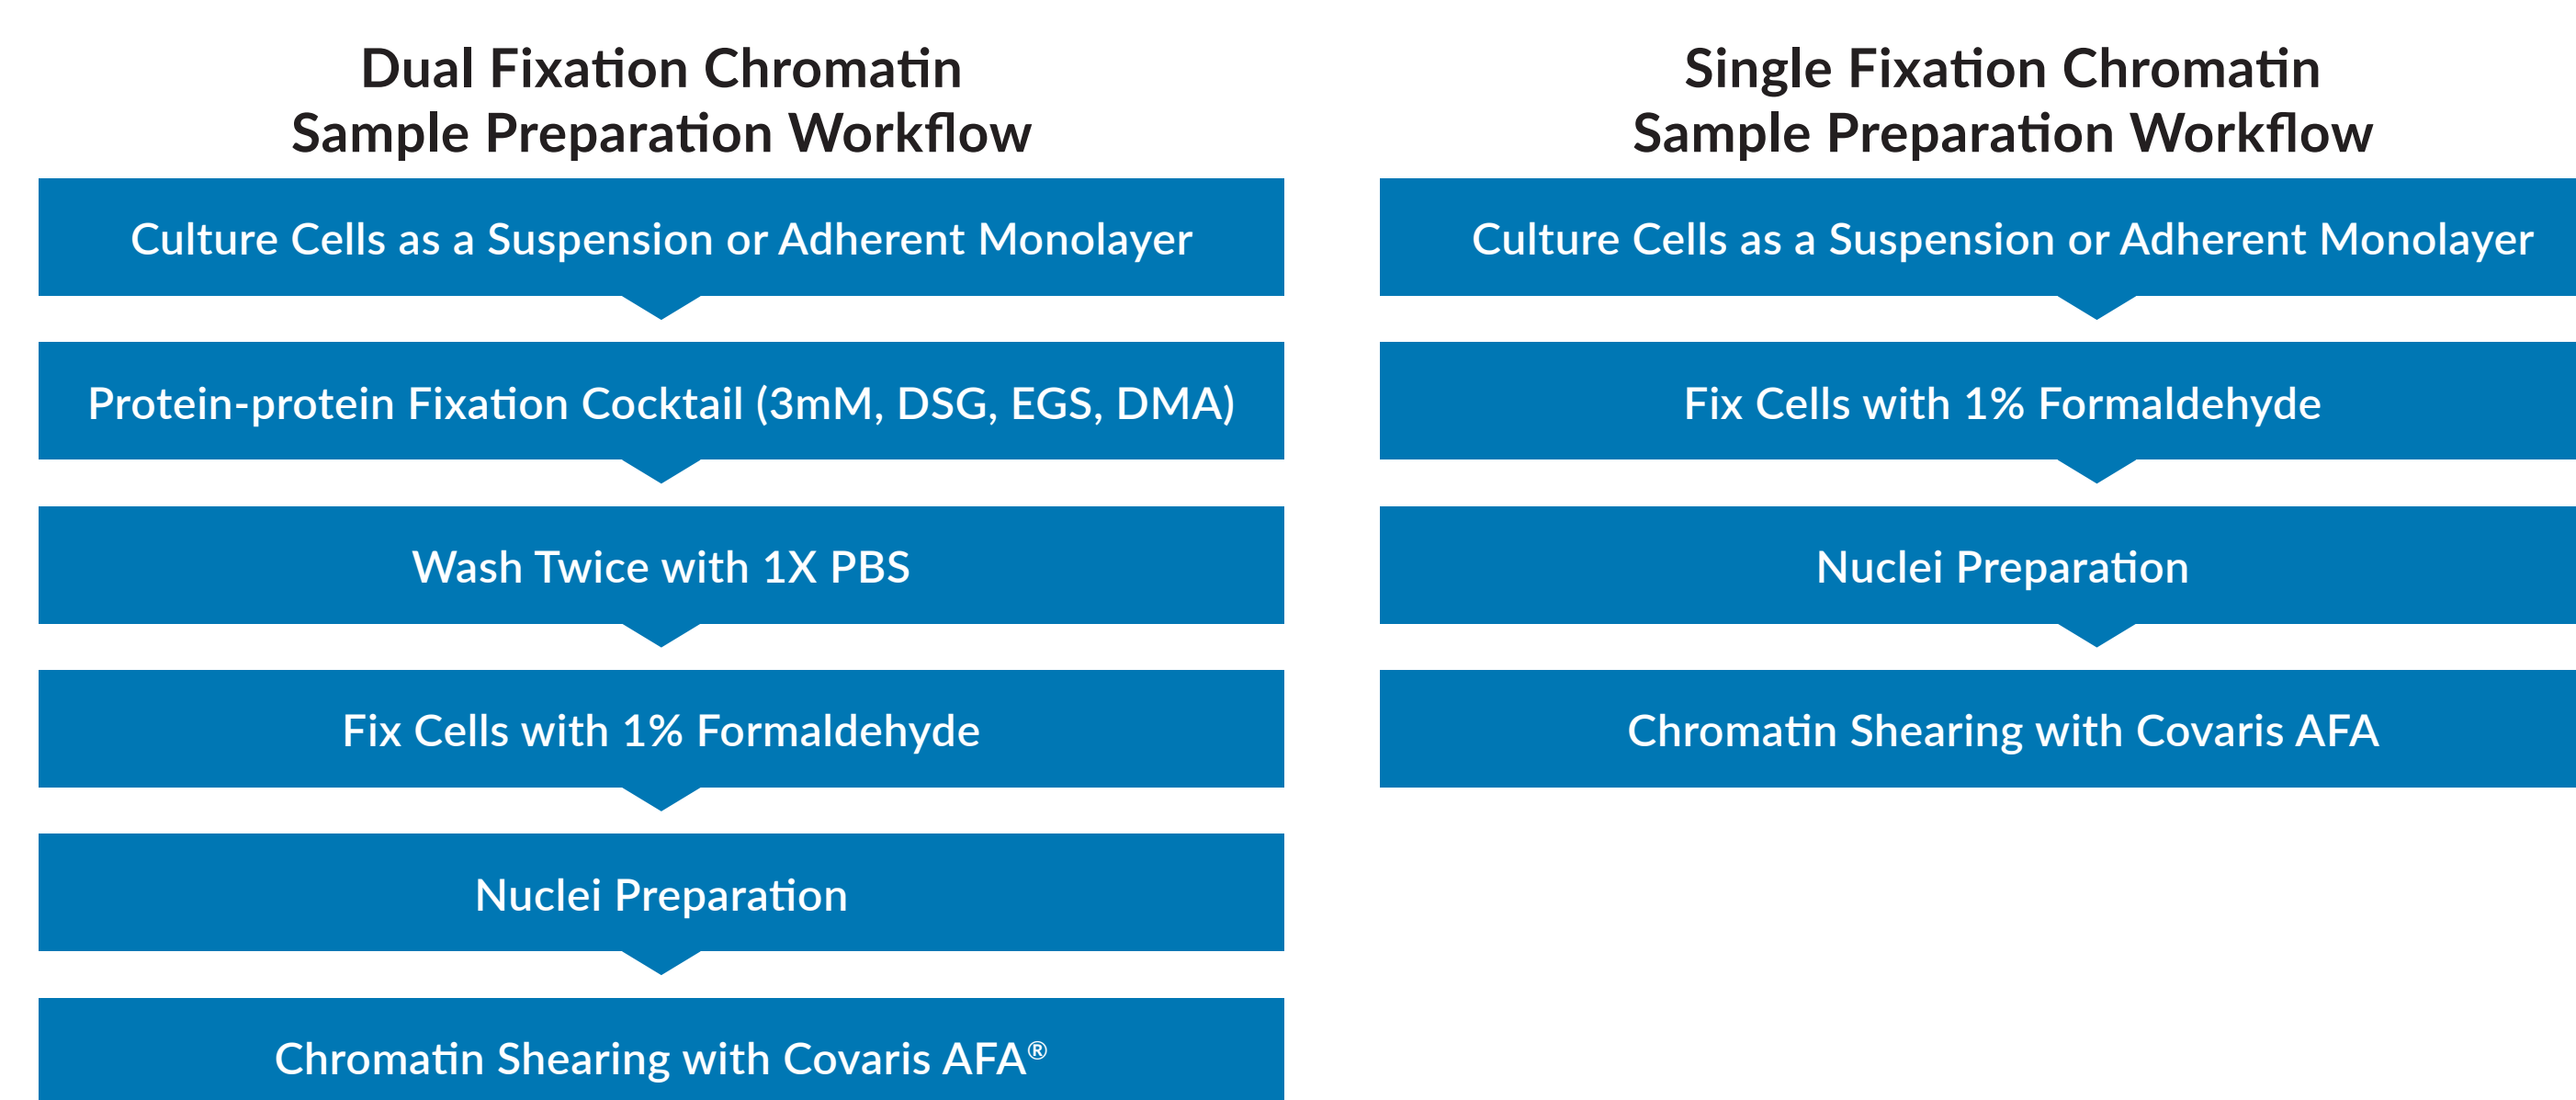 Dual Fixation Chromatin
Sample Preparation Workflow
Culture Cells as a Suspension or Adherent Monolayer
Protein-protein Fixation Cocktail (3mM, DSG, EGS, DMA)
Wash Twice with 1X PBS
Fix Cells with 1% Formaldehyde
Nuclei Preparation
Chromatin Shearing with Covaris AFA®
Single Fixation Chromatin
Sample Preparation Workflow
Culture Cells as a Suspension or Adherent Monolayer
Fix Cells with 1% Formaldehyde
Nuclei Preparation
Chromatin Shearing with Covaris AFA